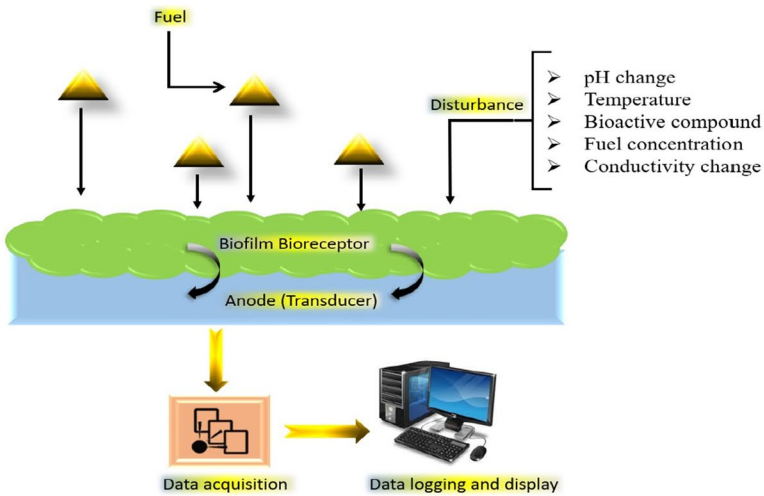 Fuel
Disturbance
➢ pH change
➢ Temperature
➢ Bioactive compound
➢ Fuel concentration
➢ Conductivity change
Biofilm Bioreceptor
Anode (Transducer)
Data acquisition
Data logging and display